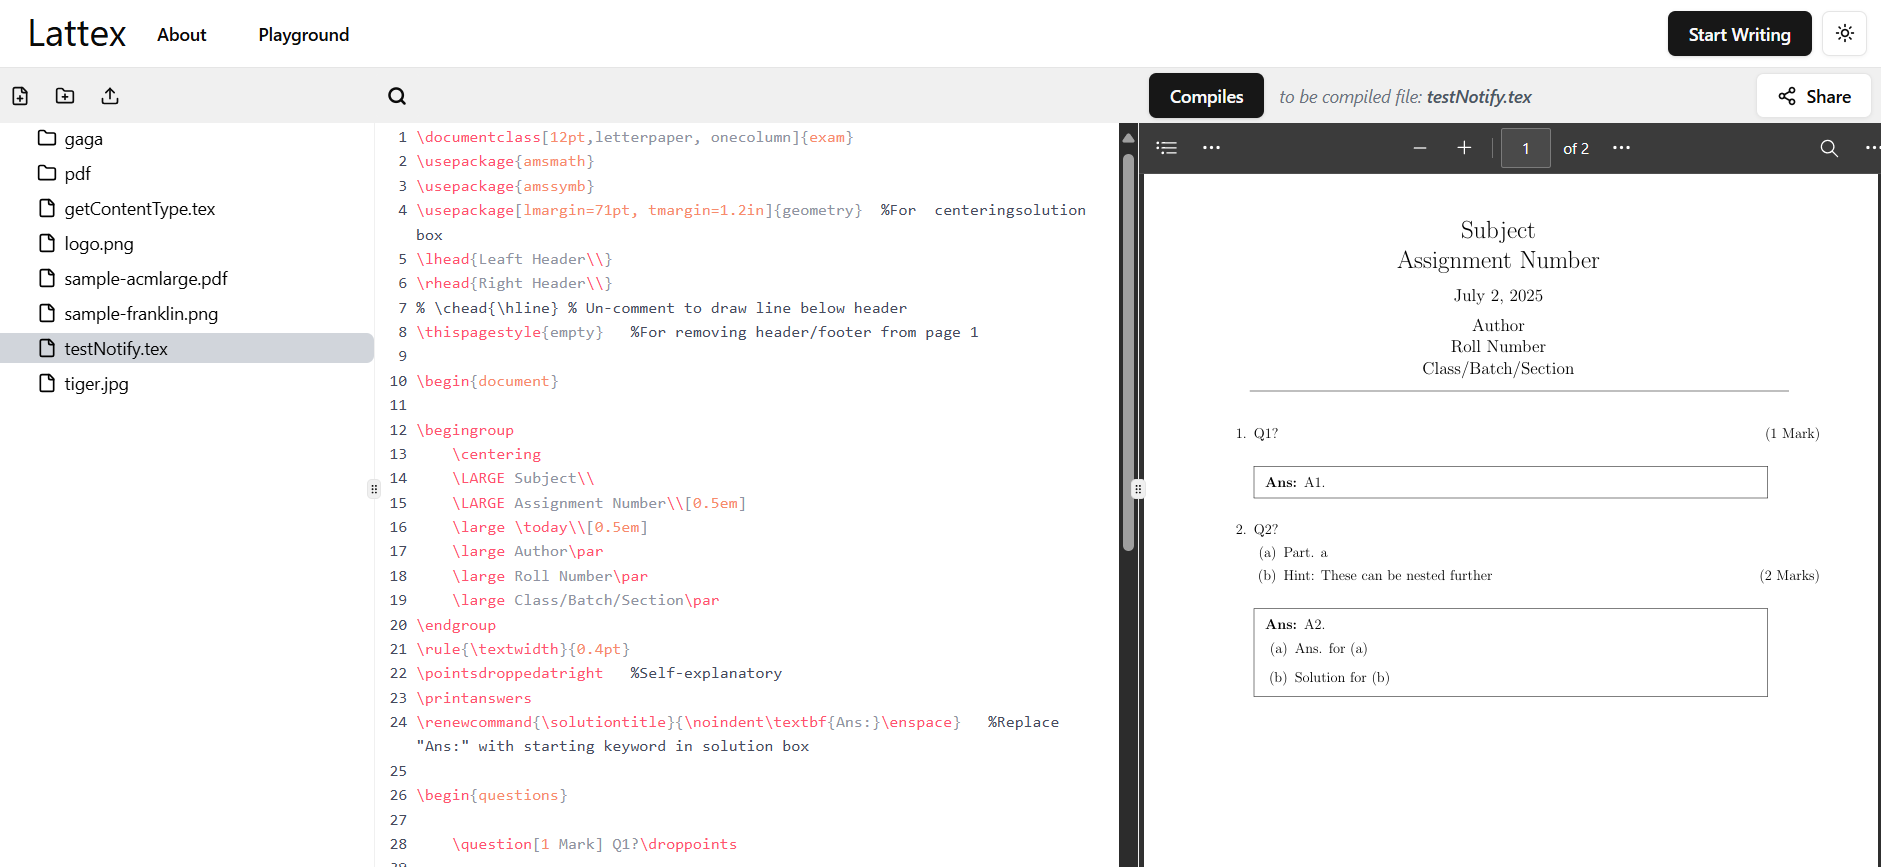 Lattex About Playground Start Writing
Compiles to be compiled file: testNotify.tex Share
gaga
pdf
getContentType.tex
logo.png
sample-acmlarge.pdf
sample-franklin.png
testNotify.tex
tiger.jpg
1 \documentclass[12pt,letterpaper, onecolumn]{exam}
2 \usepackage{amsmath}
3 \usepackage{amssymb}
4 \usepackage[lmargin=71pt, tmargin=1.2in]{geometry}  %For  centeringsolution
box
5 \lhead{Leaft Header\\}
6 \rhead{Right Header\\}
7 % \chead{\hline} % Un-comment to draw line below header
8 \thispagestyle{empty}   %For removing header/footer from page 1
9
10 \begin{document}
11
12 \begingroup
13     \centering
14     \LARGE Subject\\
15     \LARGE Assignment Number\\[0.5em]
16     \large \today\\[0.5em]
17     \large Author\par
18     \large Roll Number\par
19     \large Class/Batch/Section\par
20 \endgroup
21 \rule{\textwidth}{0.4pt}
22 \pointsdroppedatright   %Self-explanatory
23 \printanswers
24 \renewcommand{\solutiontitle}{\noindent\textbf{Ans:}\enspace}   %Replace
"Ans:" with starting keyword in solution box
25
26 \begin{questions}
27
28     \question[1 Mark] Q1?\droppoints
1 of 2
Subject
Assignment Number
July 2, 2025
Author
Roll Number
Class/Batch/Section
1. Q1? (1 Mark)
Ans: A1.
2. Q2?
(a) Part. a
(b) Hint: These can be nested further (2 Marks)
Ans: A2.
(a) Ans. for (a)
(b) Solution for (b)